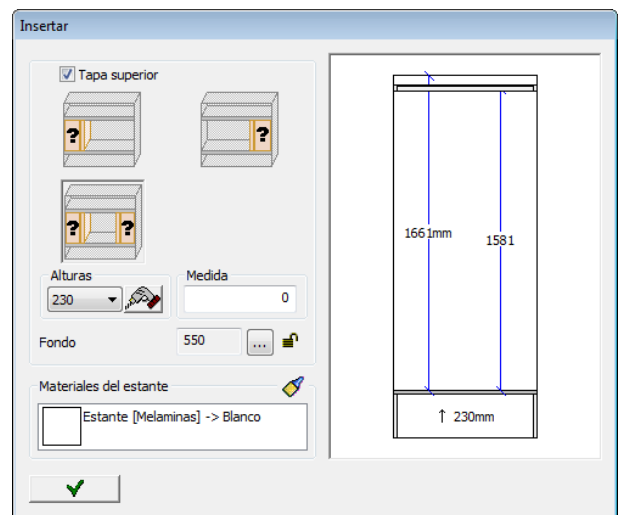 Insertar
Tapa superior
?
?
? ?
Alturas
Medida
230
0
Fondo
550
...
Materiales del estante
Estante [Melaminas] -> Blanco
1661mm
1581
↑ 230mm